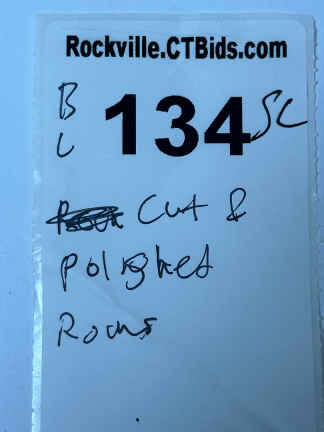 Rockville.CTBids.com
B
L 134 SC
Cut &
Polished
Rocks